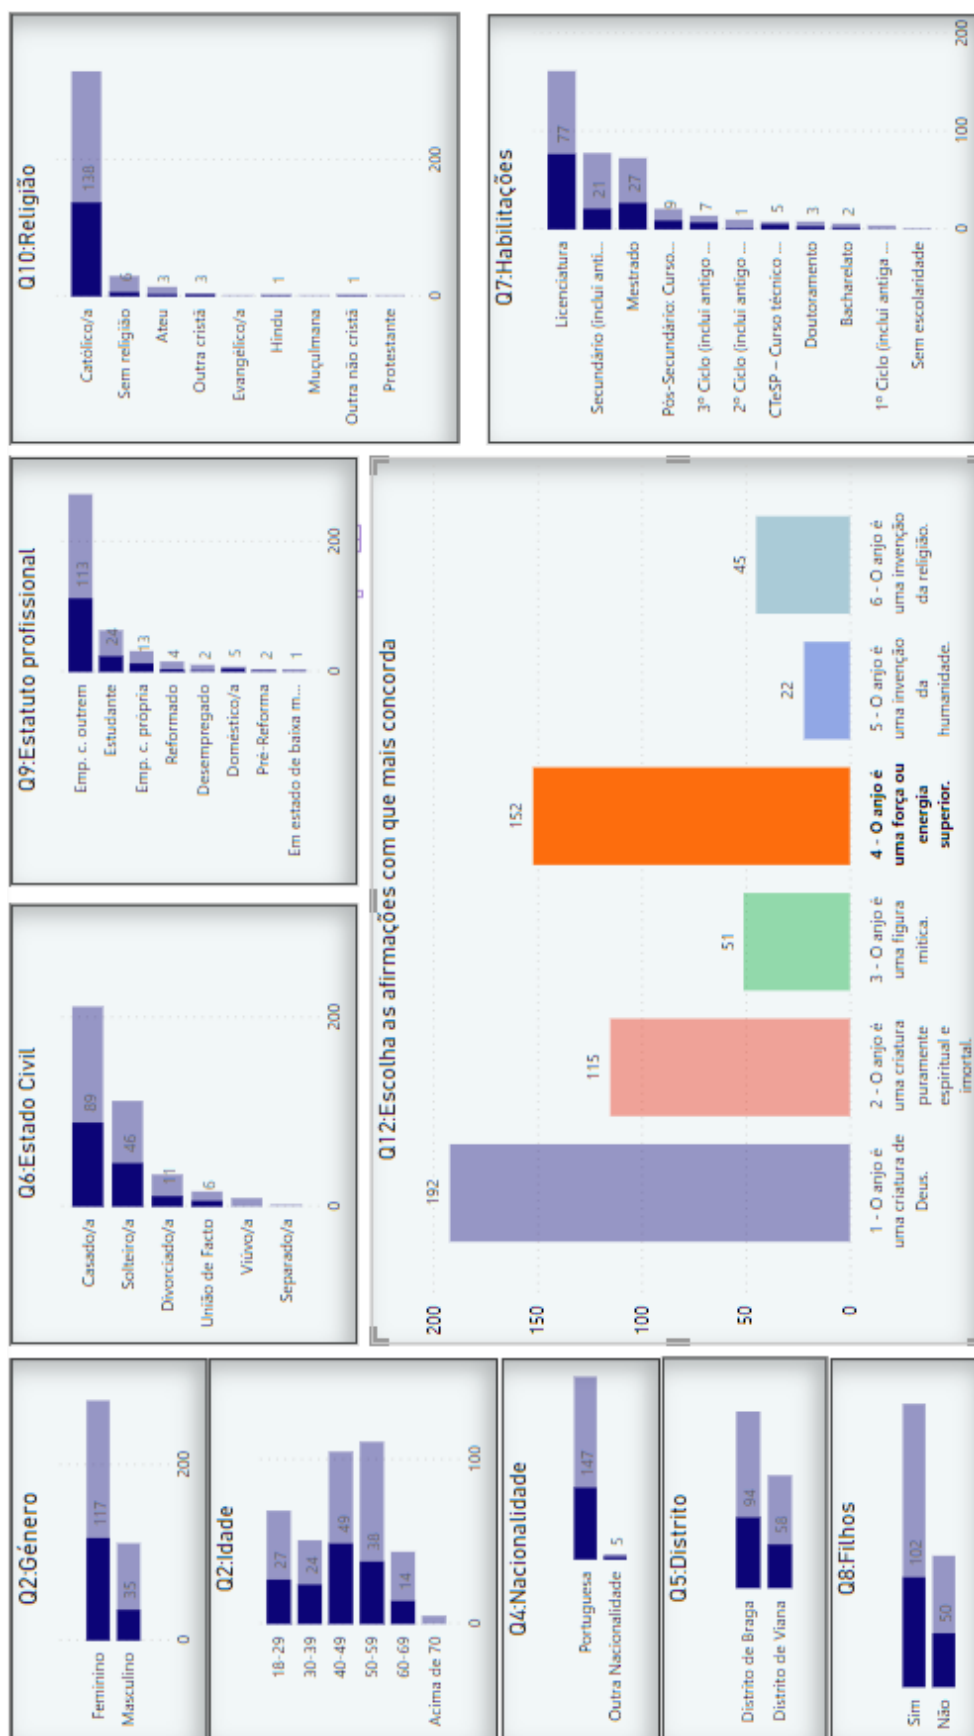 Q2:Género
Feminino
117
Masculino
35
0
200
Q2:Idade
18-29
27
30-39
24
40-49
49
50-59
38
60-69
14
Acima de 70
0
100
Q4:Nacionalidade
Portuguesa
147
Outra Nacionalidade
5
Q5:Distrito
Distrito de Braga
94
Distrito de Viana
58
Q8:Filhos
Sim
102
Não
50
Q6:Estado Civil
Casado/a
89
Solteiro/a
46
Divorciado/a
11
União de Facto
6
Viúvo/a
Separado/a
0
200
Q9:Estatuto profissional
Emp. c. outrem
113
Estudante
24
Emp. c. própria
13
Reformado
4
Desempregado
2
Doméstico/a
5
Pré-Reforma
2
Em estado de baixa m...
1
0
200
Q10:Religião
Católico/a
138
Sem religião
6
Ateu
3
Outra cristã
3
Evangélico/a
Hindu
1
Muçulmana
Outra não cristã
1
Protestante
0
200
Q12:Escolha as afirmações com que mais concorda
200
150
100
50
0
192
115
51
152
22
45
1 - O anjo é
uma criatura de
Deus.
2 - O anjo é
uma criatura
puramente
espiritual e
imortal.
3 - O anjo é
uma figura
mítica.
4 - O anjo é
uma força ou
energia
superior.
5 - O anjo é
uma invenção
da
humanidade.
6 - O anjo é
uma invenção
da religião.
Q7:Habilitações
Licenciatura
77
Secundário (inclui anti...
21
Mestrado
27
Pós-Secundário: Curso...
9
3º Ciclo (inclui antigo ...
7
2º Ciclo (inclui antigo ...
1
CTeSP – Curso técnico ...
5
Doutoramento
3
Bacharelato
2
1º Ciclo (inclui antiga ...
Sem escolaridade
0
100
200